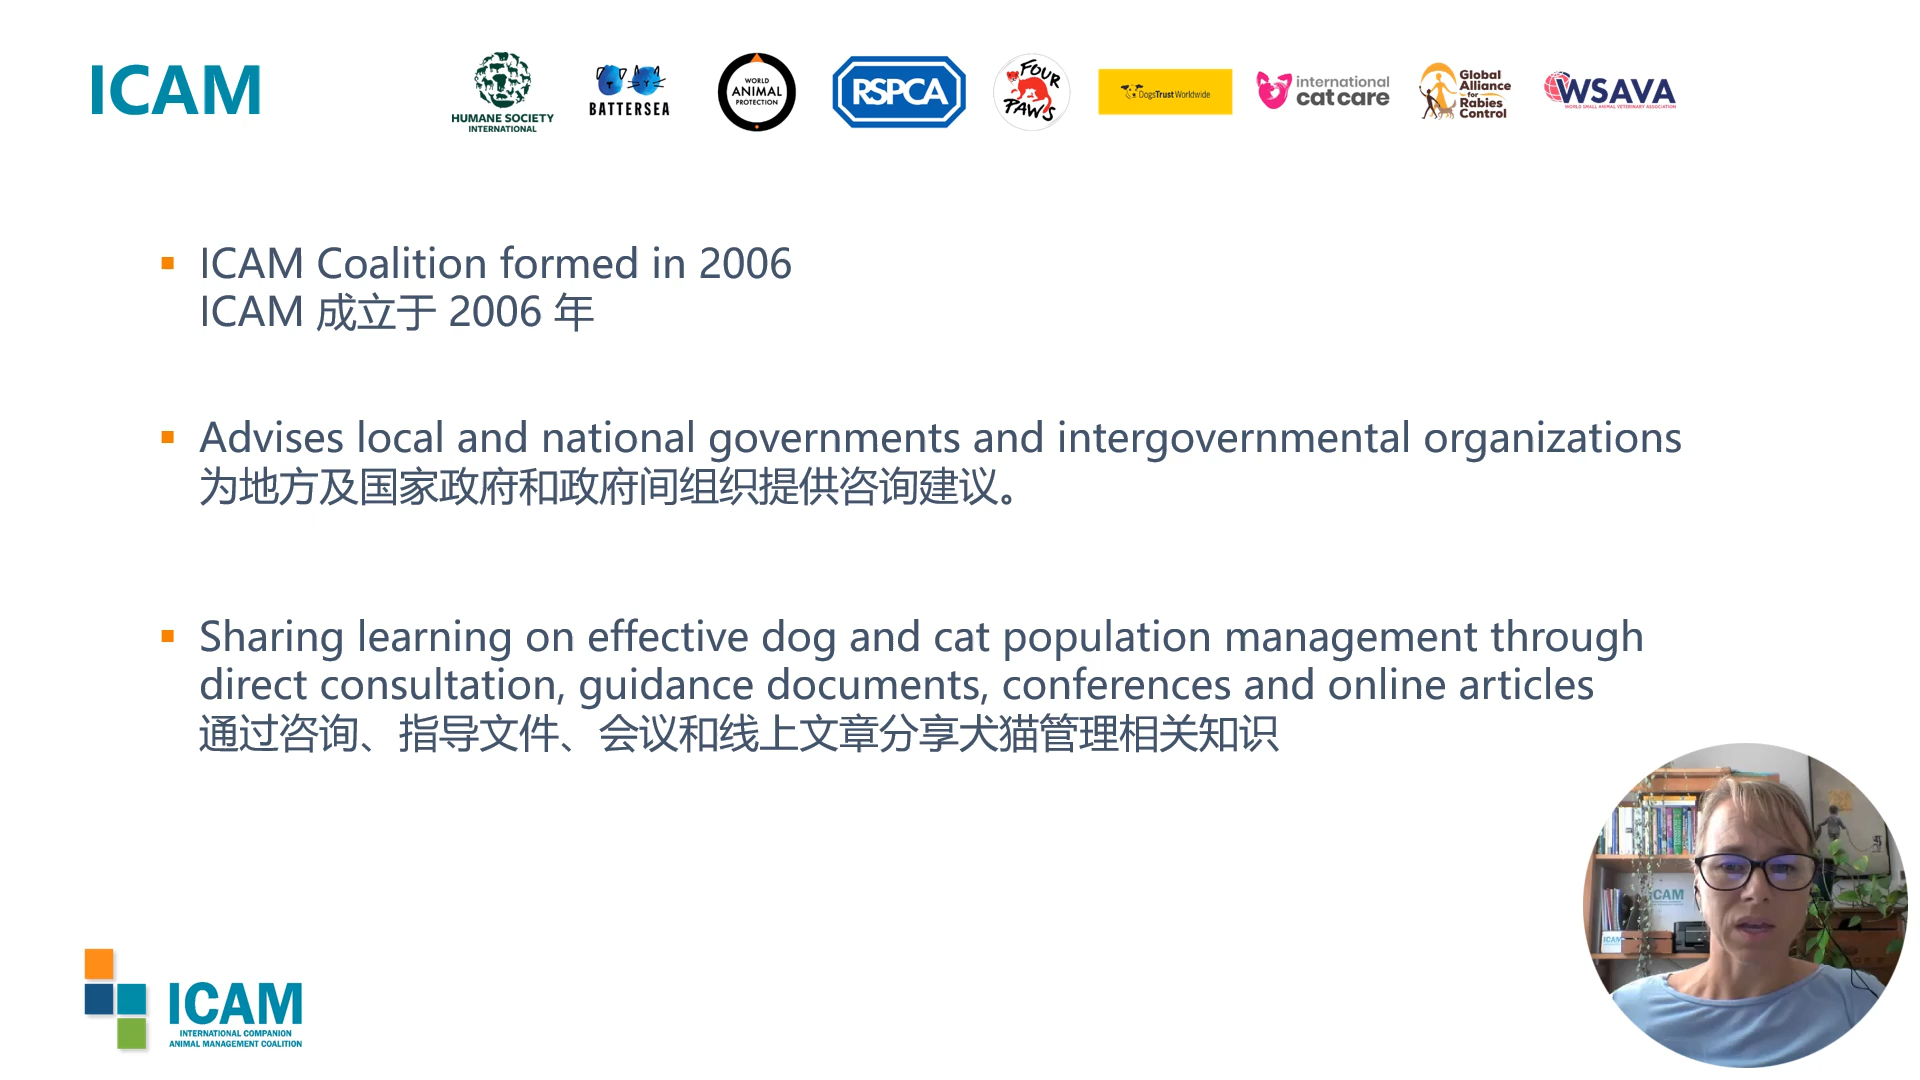 ICAM
HUMANE SOCIETY
INTERNATIONAL
BATTERSEA
WORLD
ANIMAL
PROTECTION
RSPCA
FOUR
PAWS
DogsTrust Worldwide
international
cat care
Global
Alliance
for
Rabies
Control
WSAVA
WORLD SMALL ANIMAL VETERINARY ASSOCIATION
ICAM Coalition formed in 2006
ICAM 成立于 2006 年
Advises local and national governments and intergovernmental organizations
为地方及国家政府和政府间组织提供咨询建议。
Sharing learning on effective dog and cat population management through
direct consultation, guidance documents, conferences and online articles
通过咨询、指导文件、会议和线上文章分享犬猫管理相关知识
ICAM
ICAM
ICAM
INTERNATIONAL COMPANION
ANIMAL MANAGEMENT COALITION